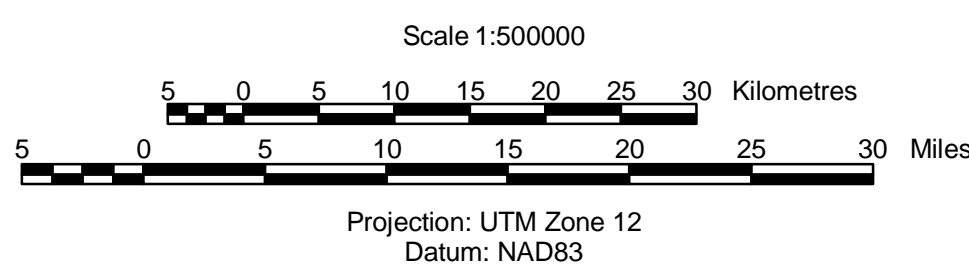 Scale 1:500000
5 0 5 10 15 20 25 30 Kilometres
5 0 5 10 15 20 25 30 Miles
Projection: UTM Zone 12
Datum: NAD83